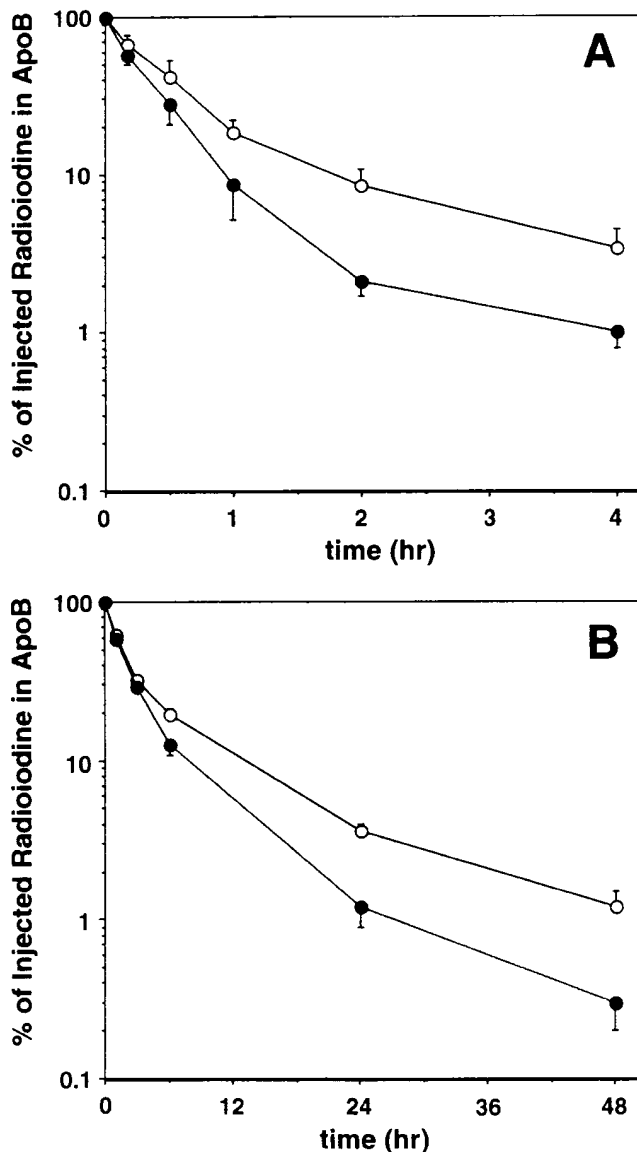 A
% of Injected Radioiodine in ApoB
100
10
1
0.1
0 1 2 3 4
time (hr)
B
% of Injected Radioiodine in ApoB
100
10
1
0.1
0 12 24 36 48
time (hr)